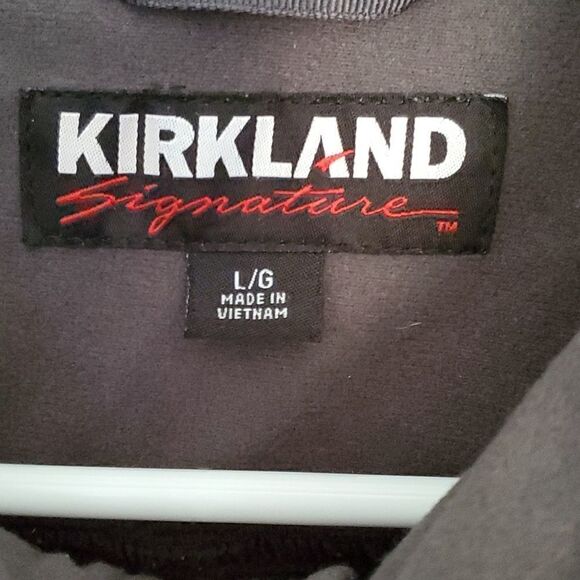 KIRKLAND
Signature
TM
L/G
MADE IN
VIETNAM